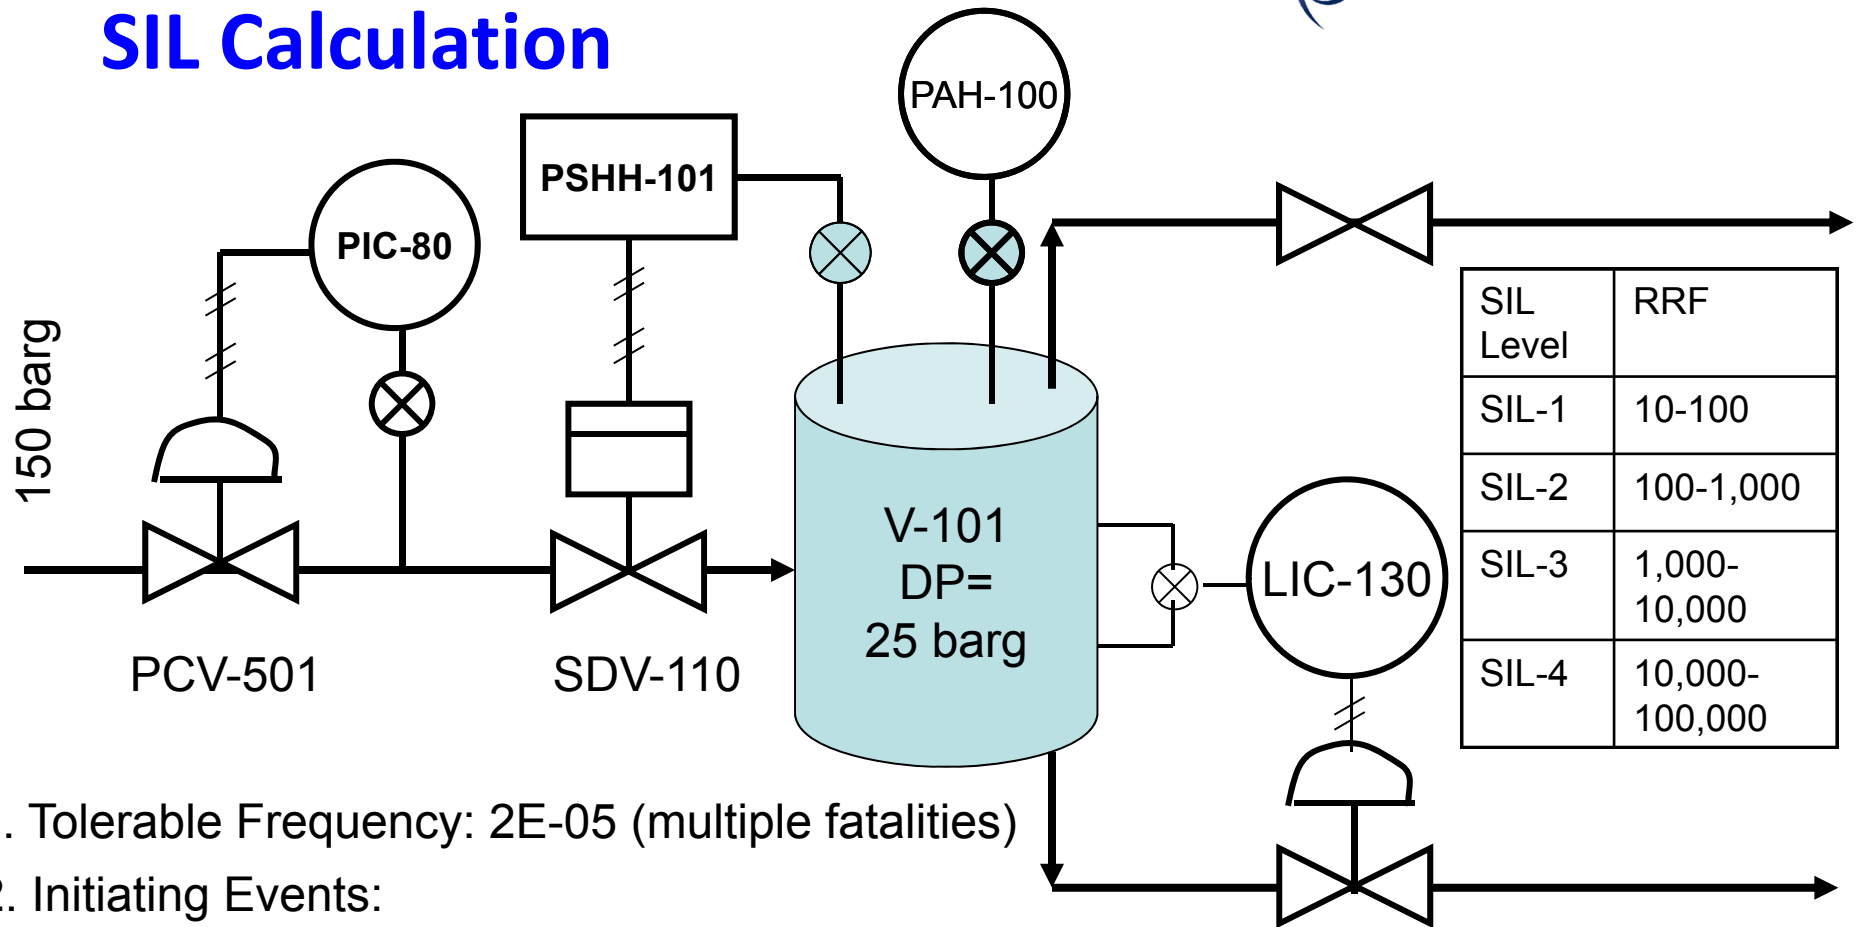 SIL Calculation
PAH-100
PSHH-101
PIC-80
150 barg
SIL
Level
RRF
SIL-1
10-100
SIL-2
100-1,000
SIL-3
1,000-
10,000
SIL-4
10,000-
100,000
V-101
DP=
25 barg
LIC-130
PCV-501
SDV-110
. Tolerable Frequency: 2E-05 (multiple fatalities)
2. Initiating Events: